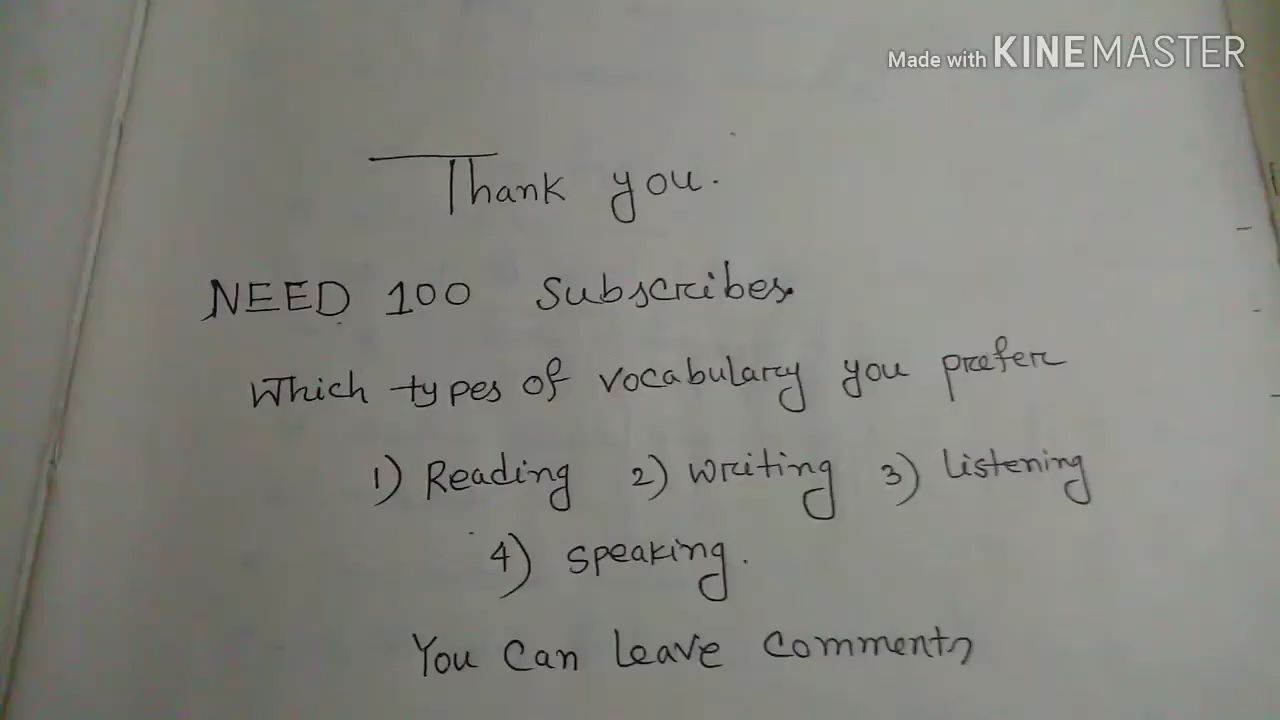 Made with KINEMASTER
Thank you.
NEED 100 Subscribes.
Which types of vocabulary you prefer
1) Reading 2) writing 3) Listening
4) speaking.
You can leave comments